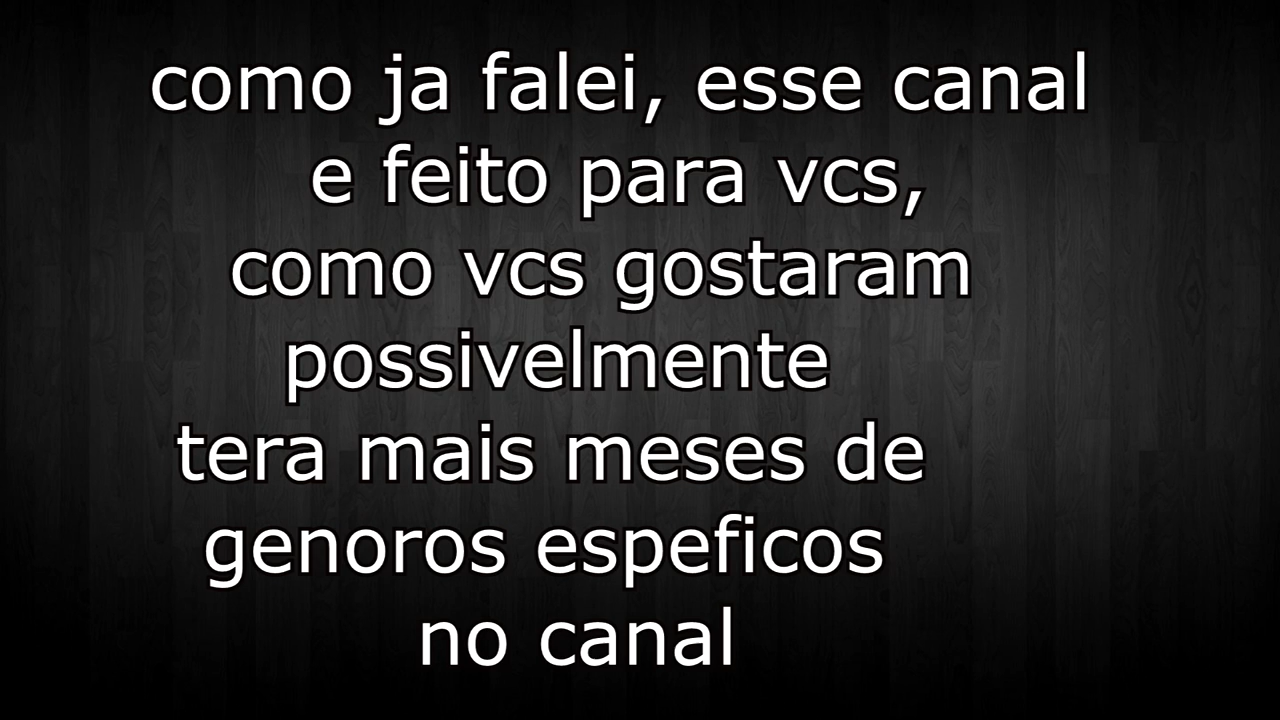 como ja falei, esse canal
e feito para vcs,
como vcs gostaram
possivelmente
tera mais meses de
genoros espeficos
no canal